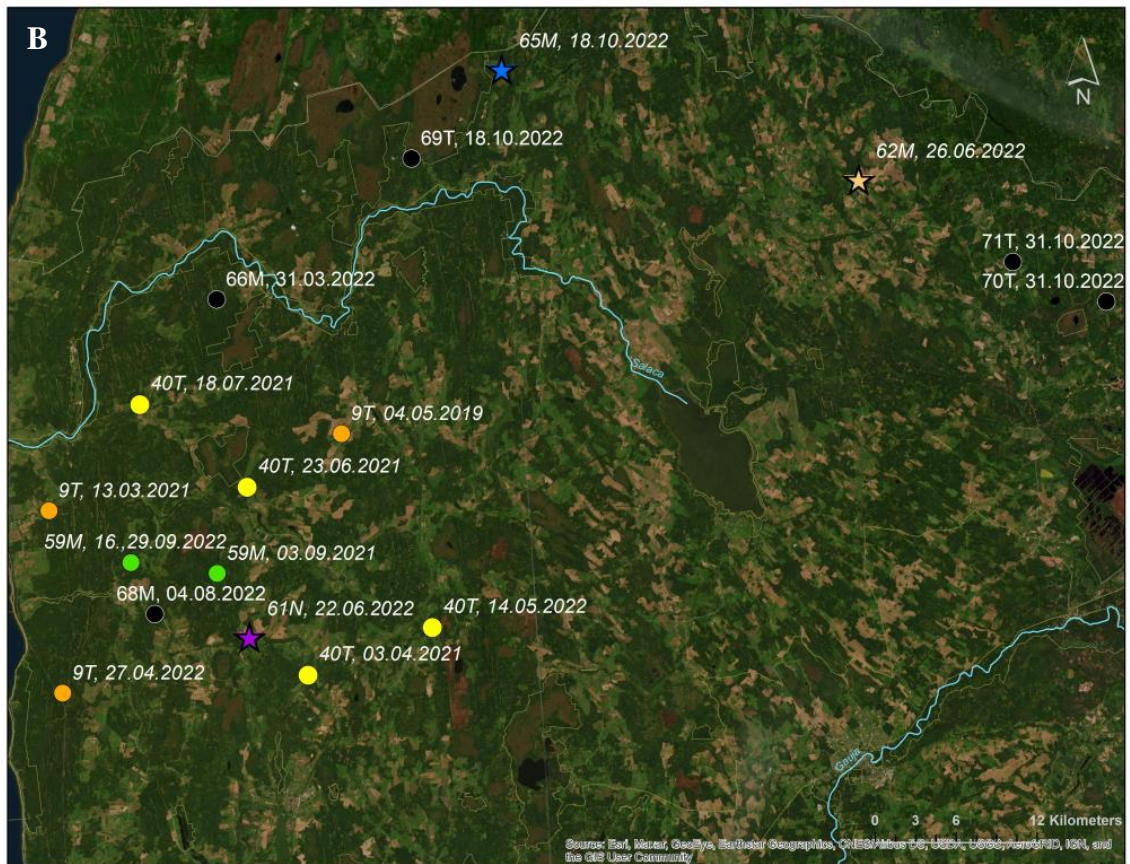 B
65M, 18.10.2022
N
69T, 18.10.2022
62M, 26.06.2022
71T, 31.10.2022
66M, 31.03.2022
70T, 31.10.2022
Salaca
40T, 18.07.2021
9T, 04.05.2019
40T, 23.06.2021
9T, 13.03.2021
59M, 16.,29.09.2022
59M, 03.09.2021
68M, 04.08.2022
61N, 22.06.2022
40T, 14.05.2022
40T, 03.04.2021
9T, 27.04.2022
Gauja
0 3 6 12 Kilometers
Source: Esri, Maxar, GeoEye, Earthstar Geographics, CNES/Airbus DS, USDA, USGS, AeroGRID, IGN, and
the GIS User Community